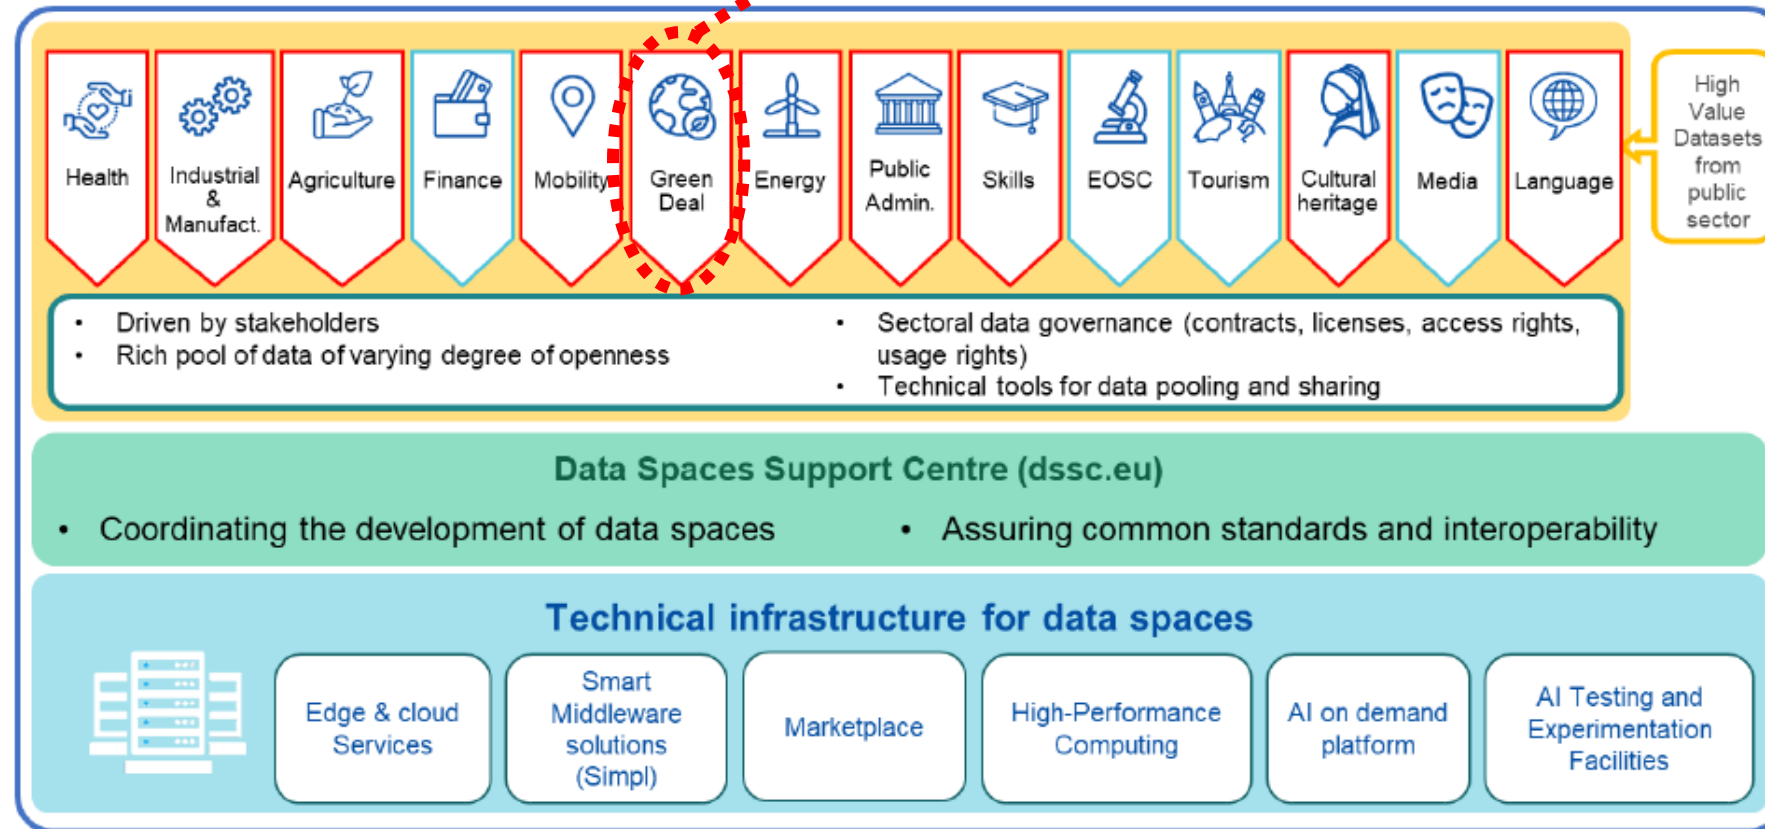 Health
Industrial
&
Manufact.
Agriculture
Finance
Mobility
Green
Deal
Energy
Public
Admin.
Skills
EOSC
Tourism
Cultural
heritage
Media
Language
High
Value
Datasets
from
public
sector
• Driven by stakeholders
• Rich pool of data of varying degree of openness
• Sectoral data governance (contracts, licenses, access rights,
usage rights)
• Technical tools for data pooling and sharing
Data Spaces Support Centre (dssc.eu)
• Coordinating the development of data spaces
• Assuring common standards and interoperability
Technical infrastructure for data spaces
Edge & cloud
Services
Smart
Middleware
solutions
(Simpl)
Marketplace
High-Performance
Computing
AI on demand
platform
AI Testing and
Experimentation
Facilities